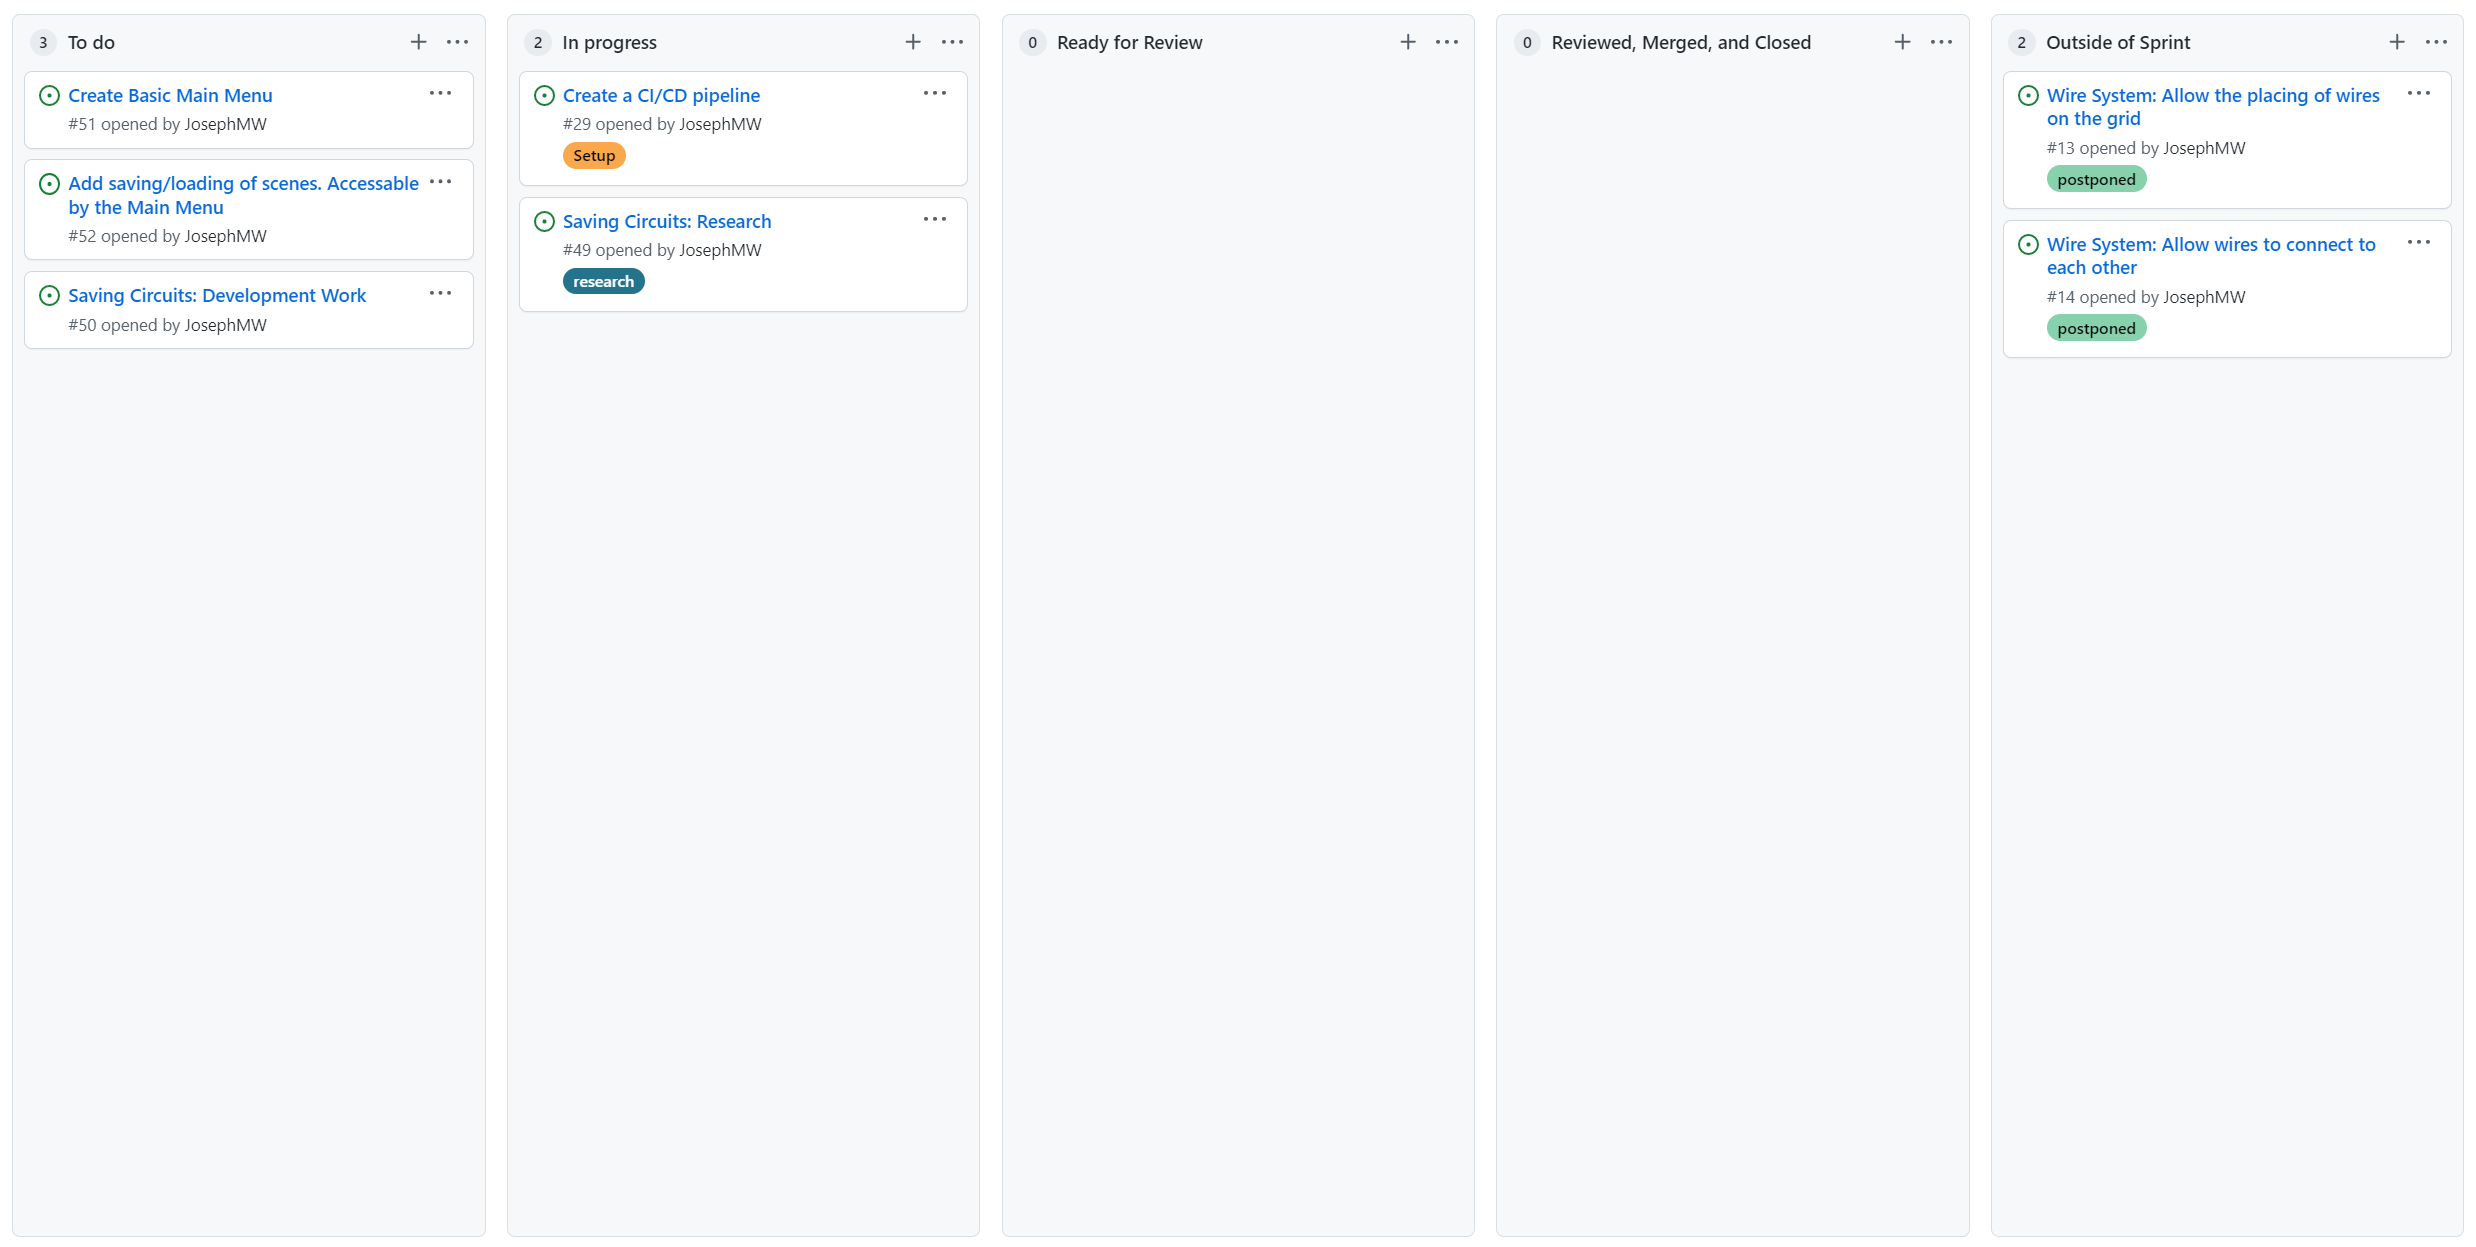 3 To do
Create Basic Main Menu
#51 opened by JosephMW
Add saving/loading of scenes. Accessable
by the Main Menu
#52 opened by JosephMW
Saving Circuits: Development Work
#50 opened by JosephMW
2 In progress
Create a CI/CD pipeline
#29 opened by JosephMW
Setup
Saving Circuits: Research
#49 opened by JosephMW
research
0 Ready for Review
0 Reviewed, Merged, and Closed
2 Outside of Sprint
Wire System: Allow the placing of wires
on the grid
#13 opened by JosephMW
postponed
Wire System: Allow wires to connect to
each other
#14 opened by JosephMW
postponed